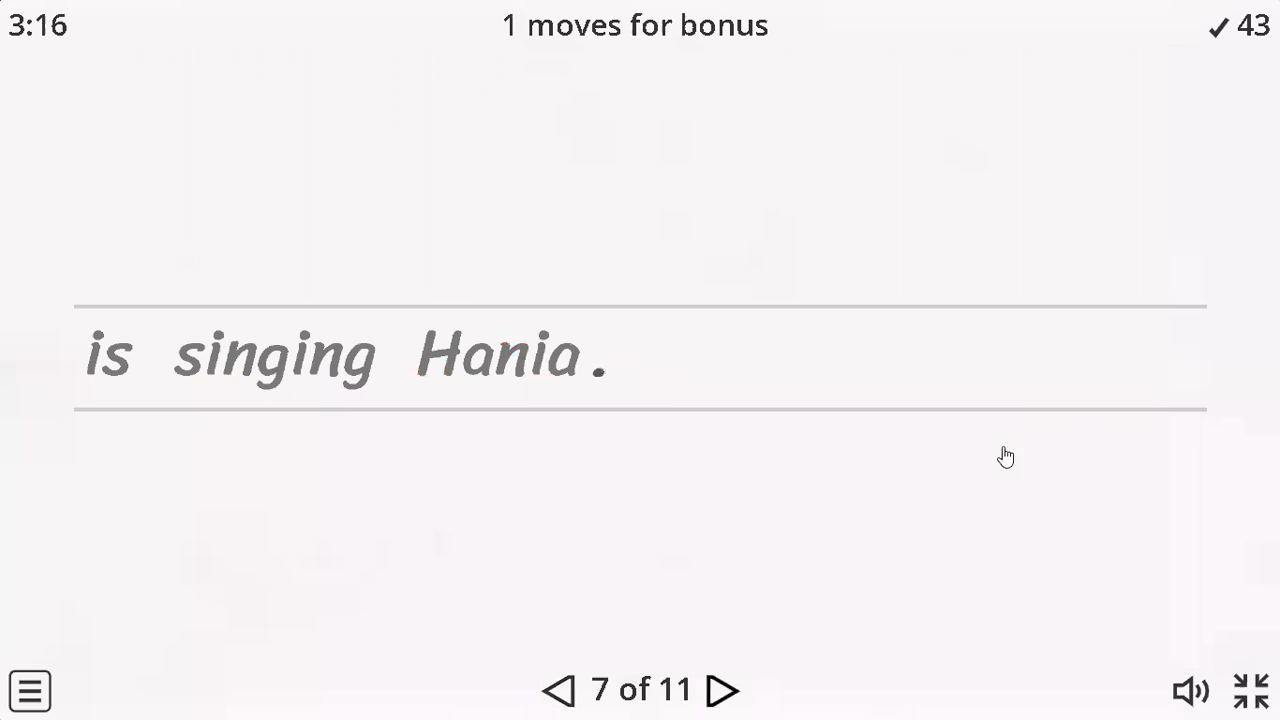 3:16 1 moves for bonus ✓ 43
is singing Hania.
7 of 11